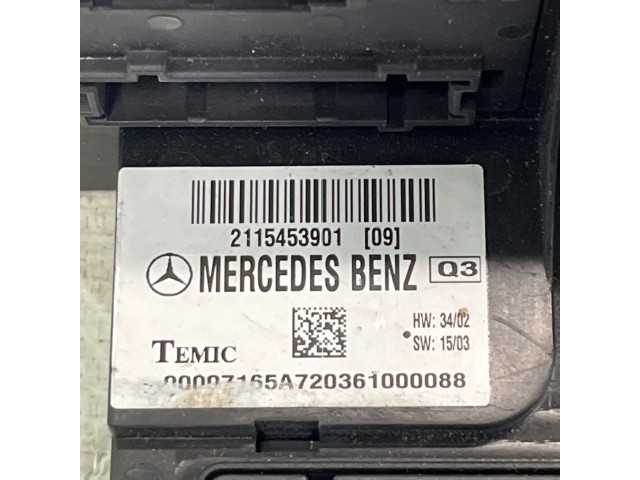 2115453901 [09]
MERCEDES BENZ Q3
HW: 34/02
SW: 15/03
TEMIC
00007165A720361000088